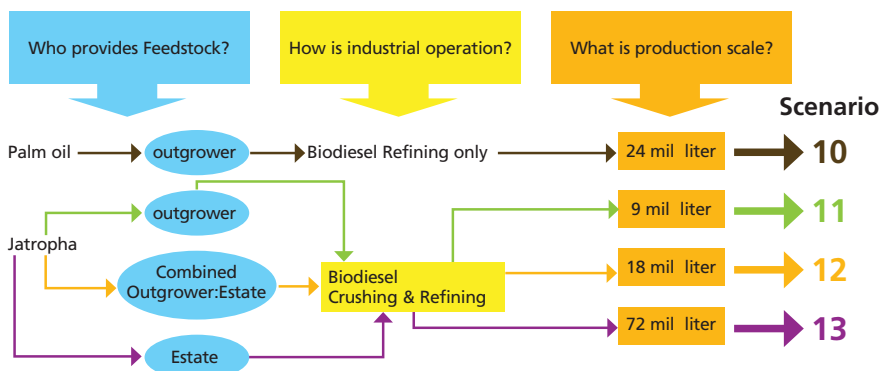 Who provides Feedstock?
How is industrial operation?
What is production scale?
Scenario
Palm oil
outgrower
Biodiesel Refining only
24 mil liter
10
outgrower
9 mil liter
11
Jatropha
Combined
Outgrower:Estate
Biodiesel
Crushing & Refining
18 mil liter
12
Estate
72 mil liter
13